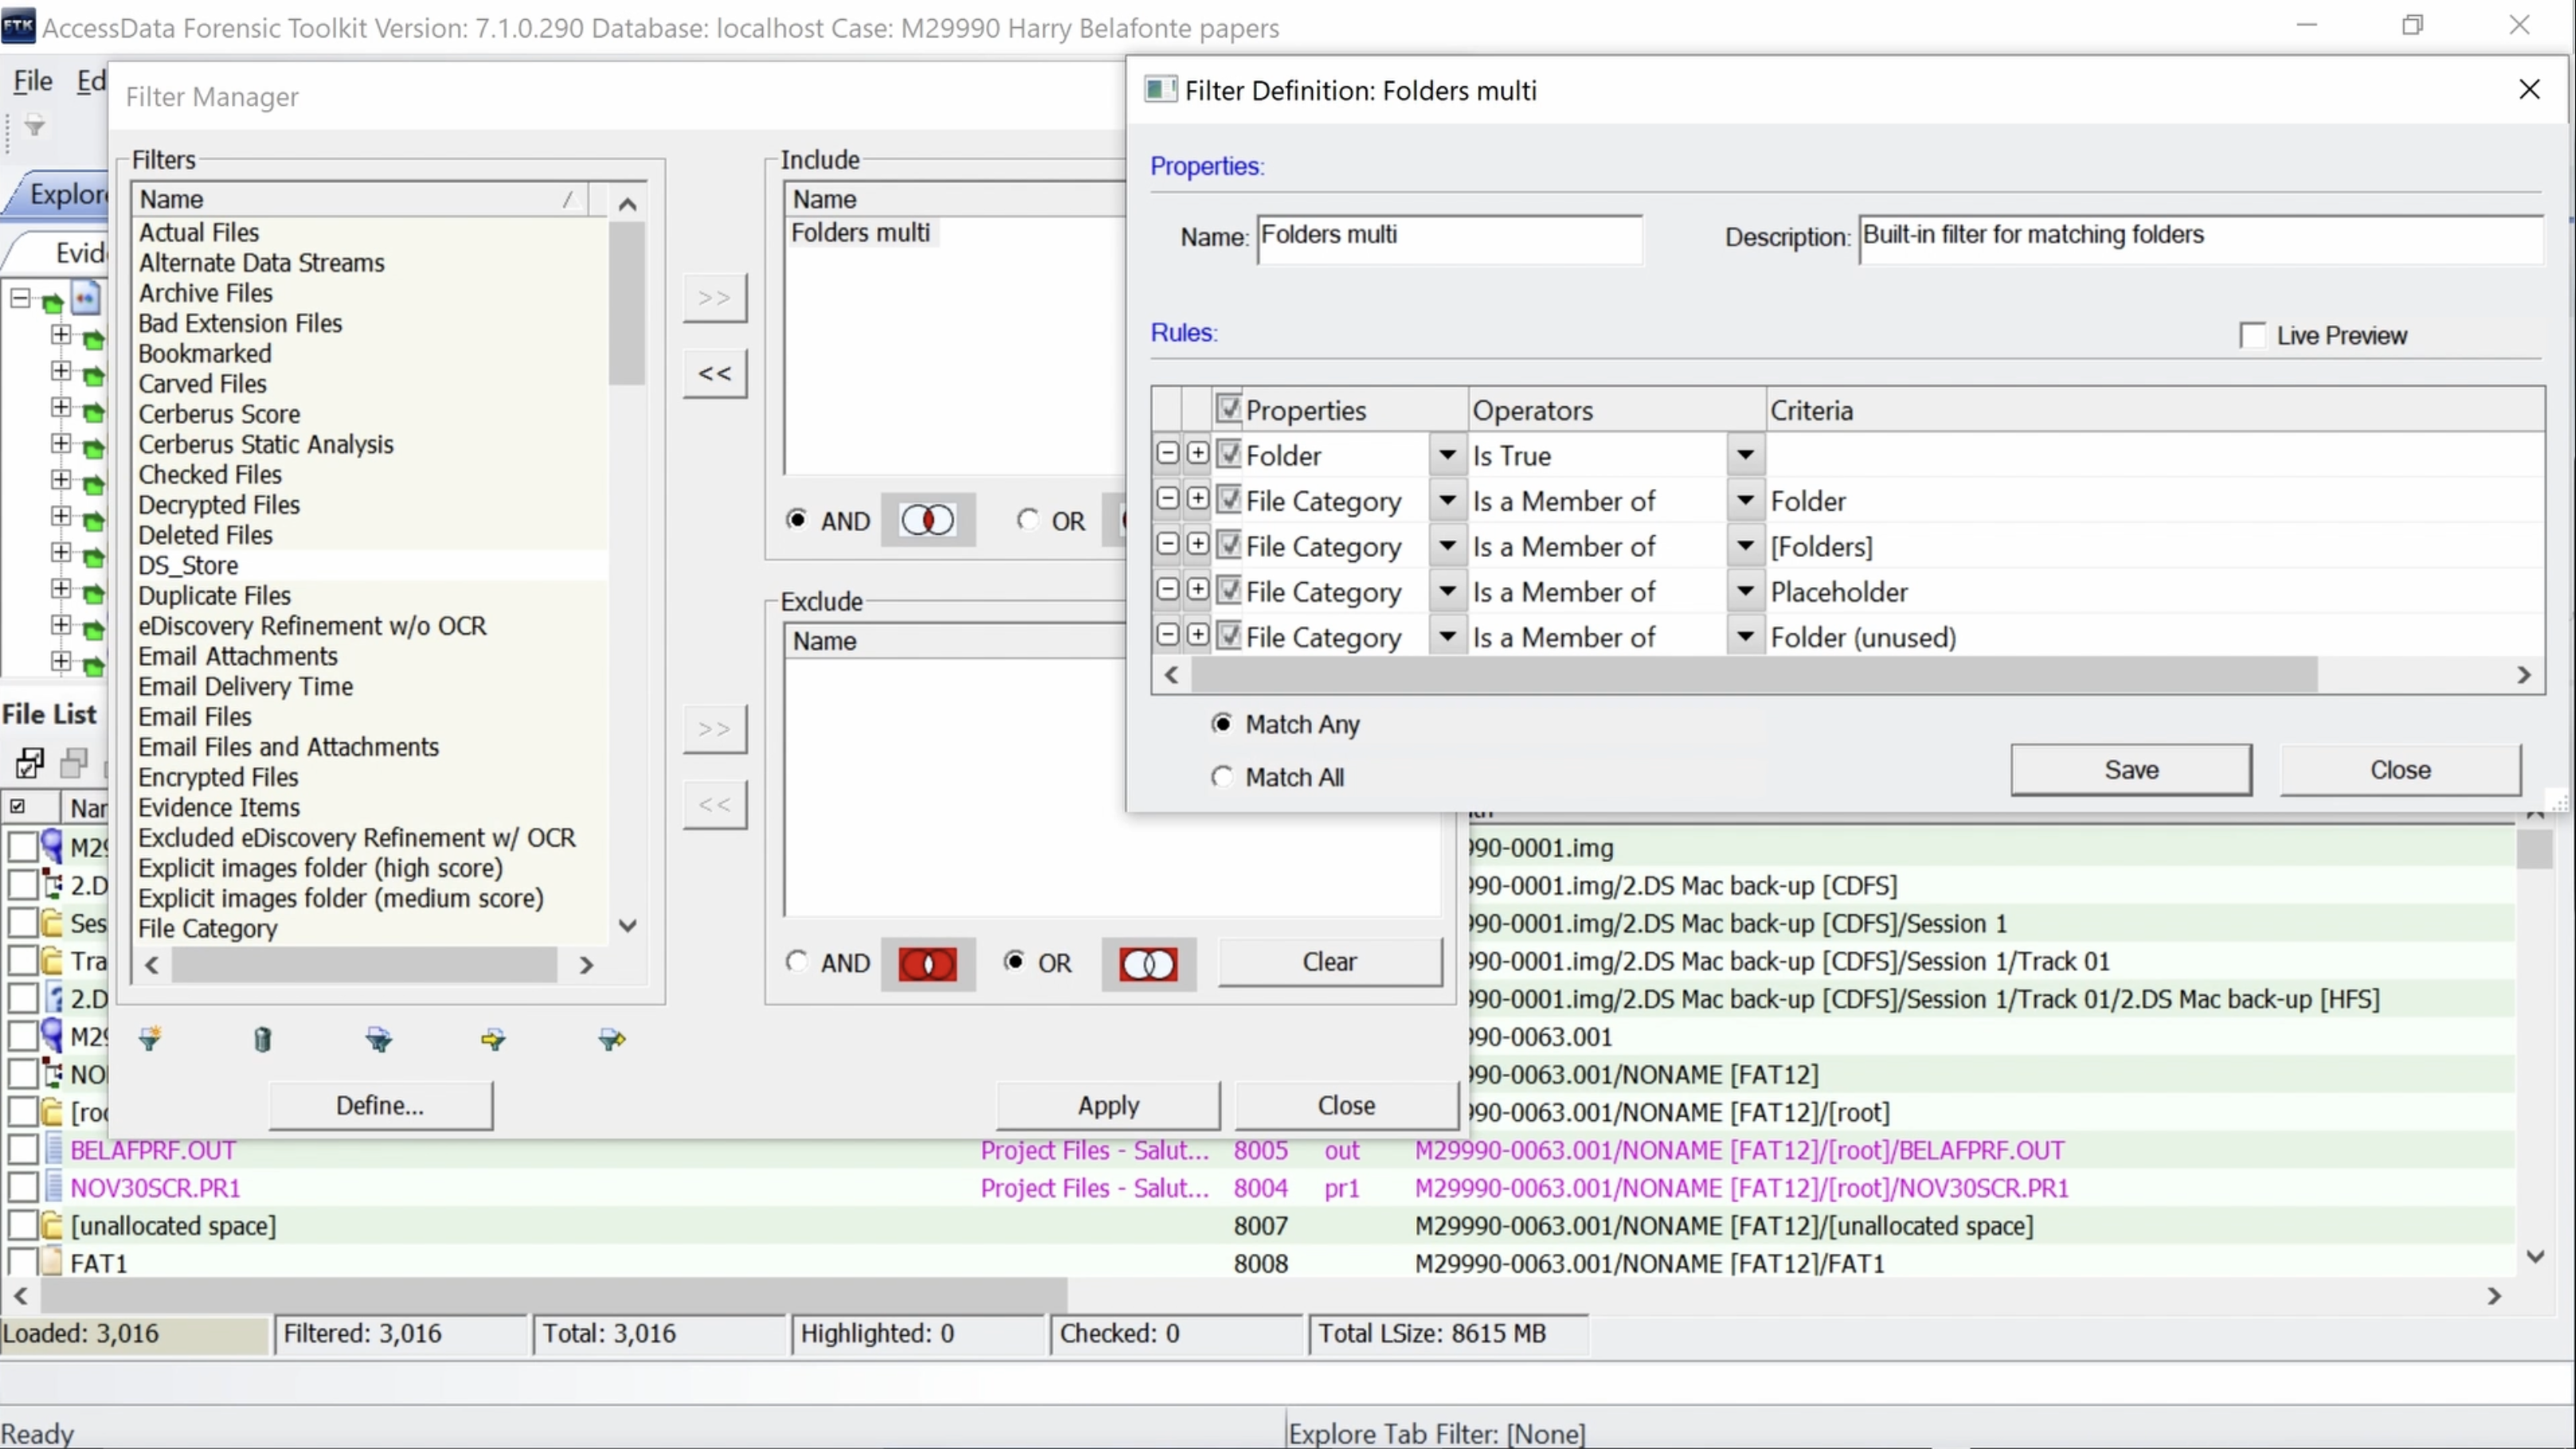 FTK AccessData Forensic Toolkit Version: 7.1.0.290 Database: localhost Case: M29990 Harry Belafonte papers
File
Filter Manager
Filters
Name
Actual Files
Alternate Data Streams
Archive Files
Bad Extension Files
Bookmarked
Carved Files
Cerberus Score
Cerberus Static Analysis
Checked Files
Decrypted Files
Deleted Files
DS_Store
Duplicate Files
eDiscovery Refinement w/o OCR
Email Attachments
Email Delivery Time
Email Files
Email Files and Attachments
Encrypted Files
Evidence Items
Excluded eDiscovery Refinement w/ OCR
Explicit images folder (high score)
Explicit images folder (medium score)
File Category
Define...
>>
<<
>>
<<
Include
Name
Folders multi
AND OR
Exclude
Name
AND OR Clear
Apply Close
Filter Definition: Folders multi
Properties:
Name: Folders multi Description: Built-in filter for matching folders
Rules: Live Preview
Properties Operators Criteria
Folder Is True
File Category Is a Member of Folder
File Category Is a Member of [Folders]
File Category Is a Member of Placeholder
File Category Is a Member of Folder (unused)
Match Any
Match All
Save Close
Explor
Evid
File List
Nar
M29 990-0001.img
2.D 990-0001.img/2.DS Mac back-up [CDFS]
Ses 990-0001.img/2.DS Mac back-up [CDFS]/Session 1
Tra 990-0001.img/2.DS Mac back-up [CDFS]/Session 1/Track 01
2.D 990-0001.img/2.DS Mac back-up [CDFS]/Session 1/Track 01/2.DS Mac back-up [HFS]
M29 990-0063.001
NO 990-0063.001/NONAME [FAT12]
[roo 990-0063.001/NONAME [FAT12]/[root]
BELAFPRF.OUT Project Files - Salut... 8005 out M29990-0063.001/NONAME [FAT12]/[root]/BELAFPRF.OUT
NOV30SCR.PR1 Project Files - Salut... 8004 pr1 M29990-0063.001/NONAME [FAT12]/[root]/NOV30SCR.PR1
[unallocated space] 8007 M29990-0063.001/NONAME [FAT12]/[unallocated space]
FAT1 8008 M29990-0063.001/NONAME [FAT12]/FAT1
Loaded: 3,016 Filtered: 3,016 Total: 3,016 Highlighted: 0 Checked: 0 Total LSize: 8615 MB
Ready Explore Tab Filter: [None]